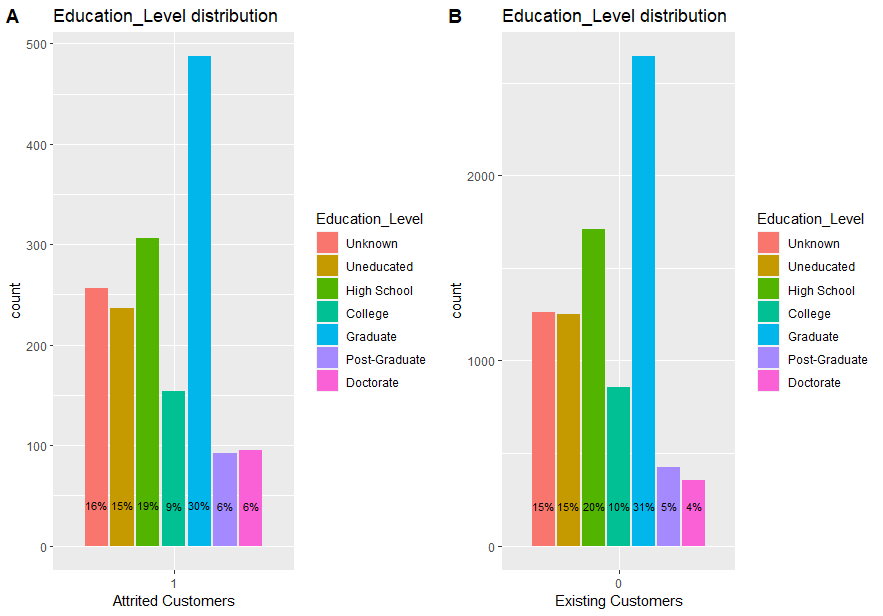 A
Education_Level distribution
500
400
300
200
100
0
count
16% 15% 19% 9% 30% 6% 6%
1
Attrited Customers
Education_Level
Unknown
Uneducated
High School
College
Graduate
Post-Graduate
Doctorate
B
Education_Level distribution
2000
1000
0
count
15% 15% 20% 10% 31% 5% 4%
0
Existing Customers
Education_Level
Unknown
Uneducated
High School
College
Graduate
Post-Graduate
Doctorate